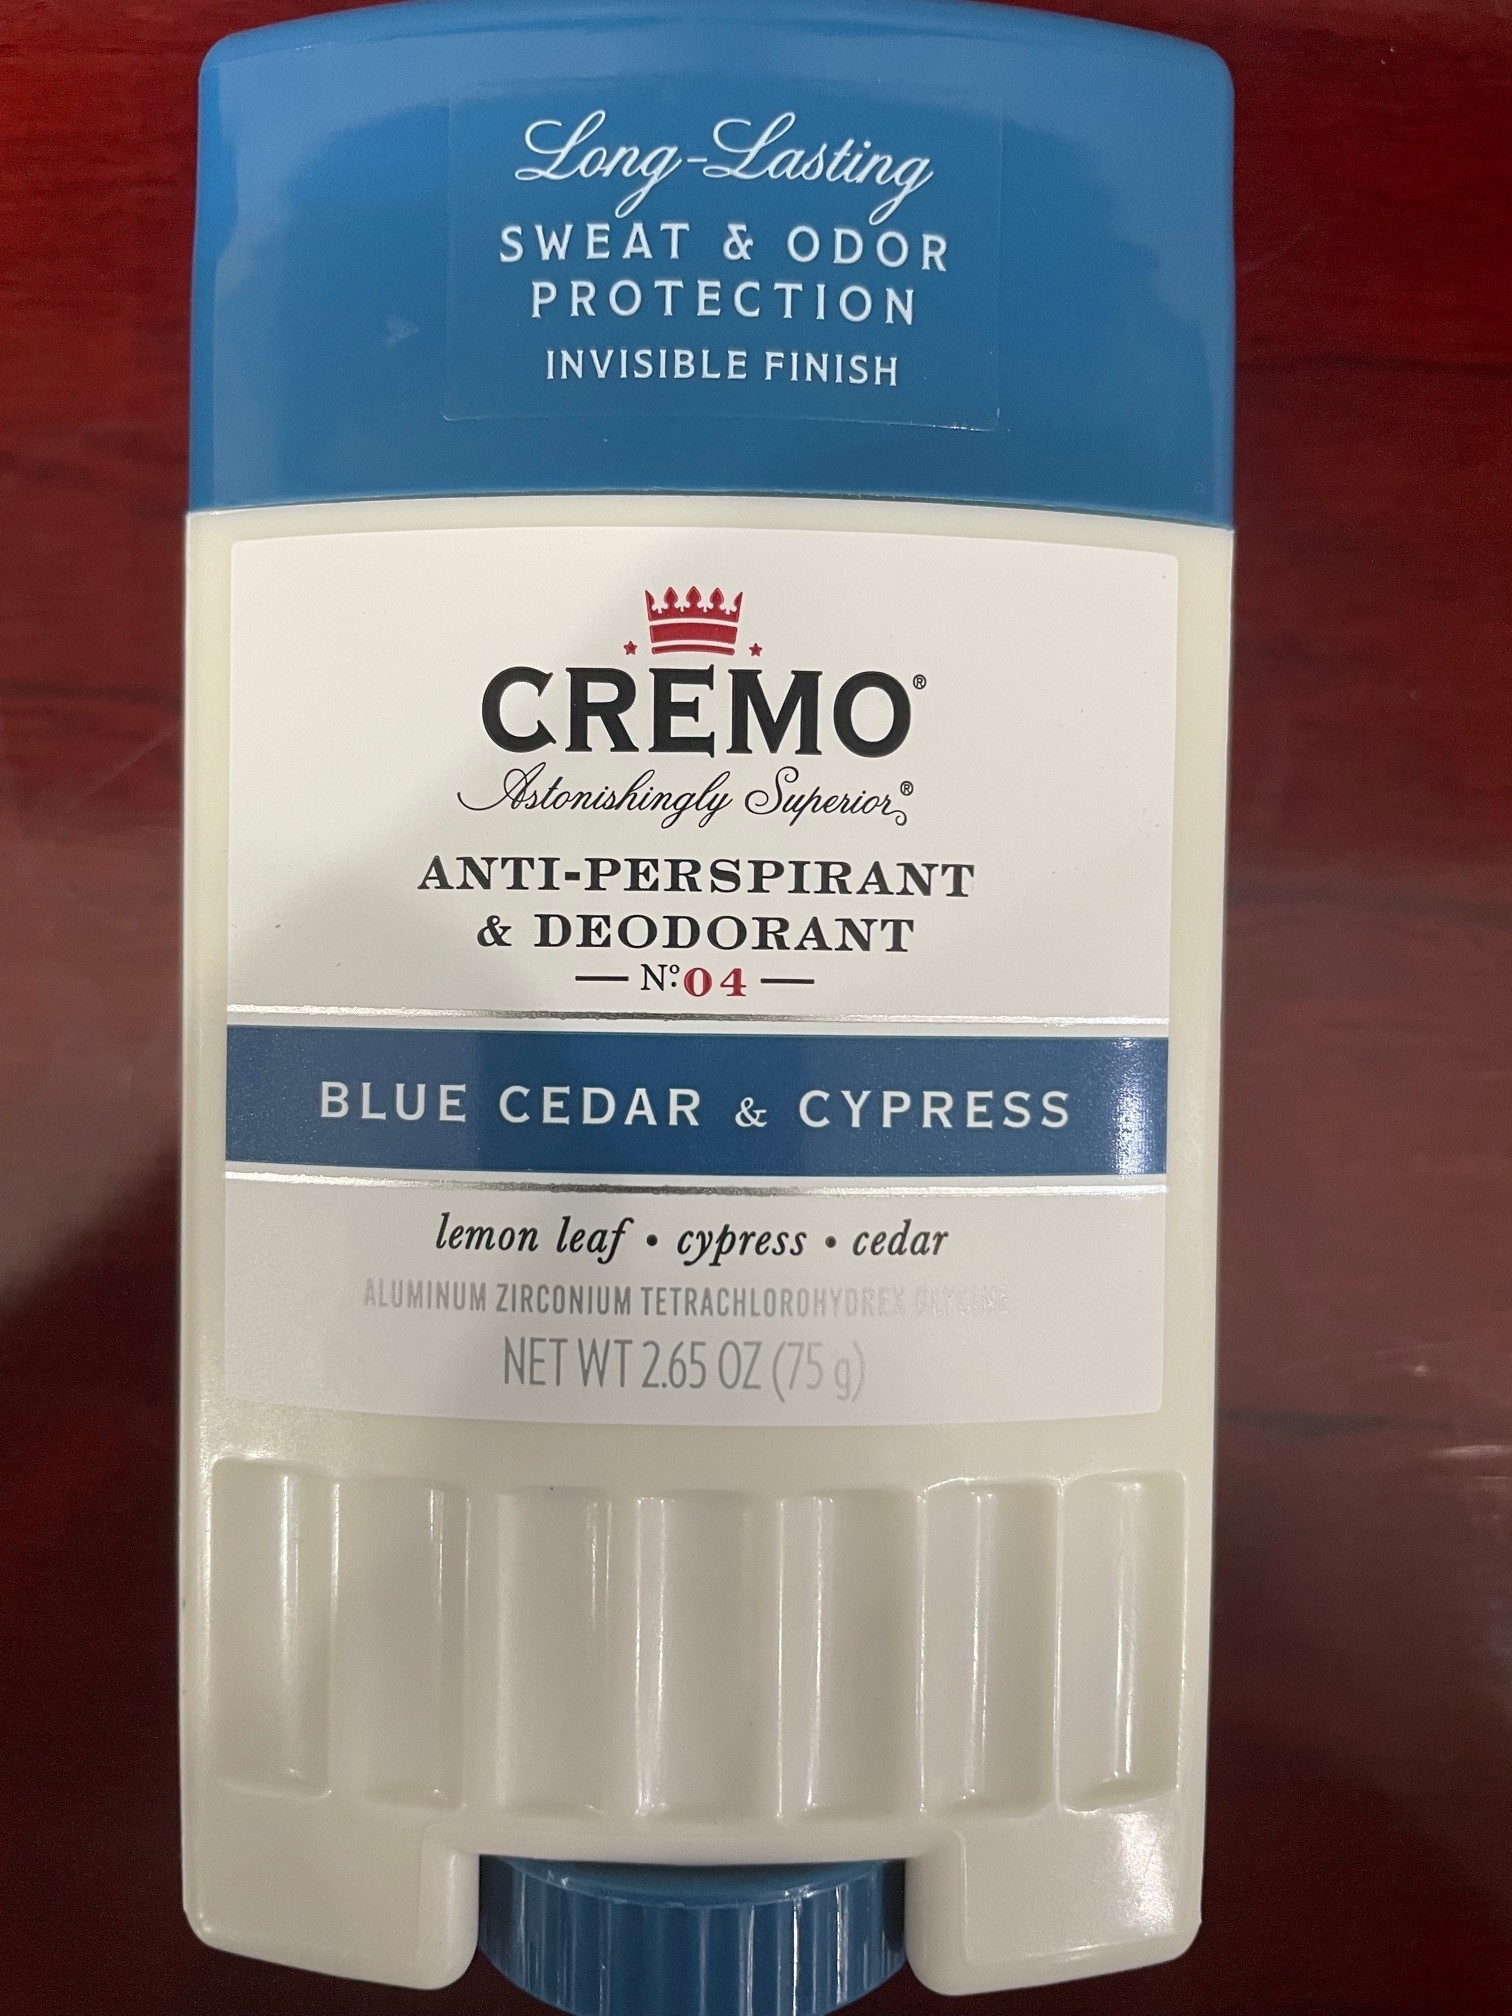 Long-Lasting
SWEAT & ODOR
PROTECTION
INVISIBLE FINISH
CREMO®
Astonishingly Superior®
ANTI-PERSPIRANT
& DEODORANT
— Nº 04 —
BLUE CEDAR & CYPRESS
lemon leaf • cypress • cedar
ALUMINUM ZIRCONIUM TETRACHLOROHYDREX GLYCINE
NET WT 2.65 OZ (75 g)